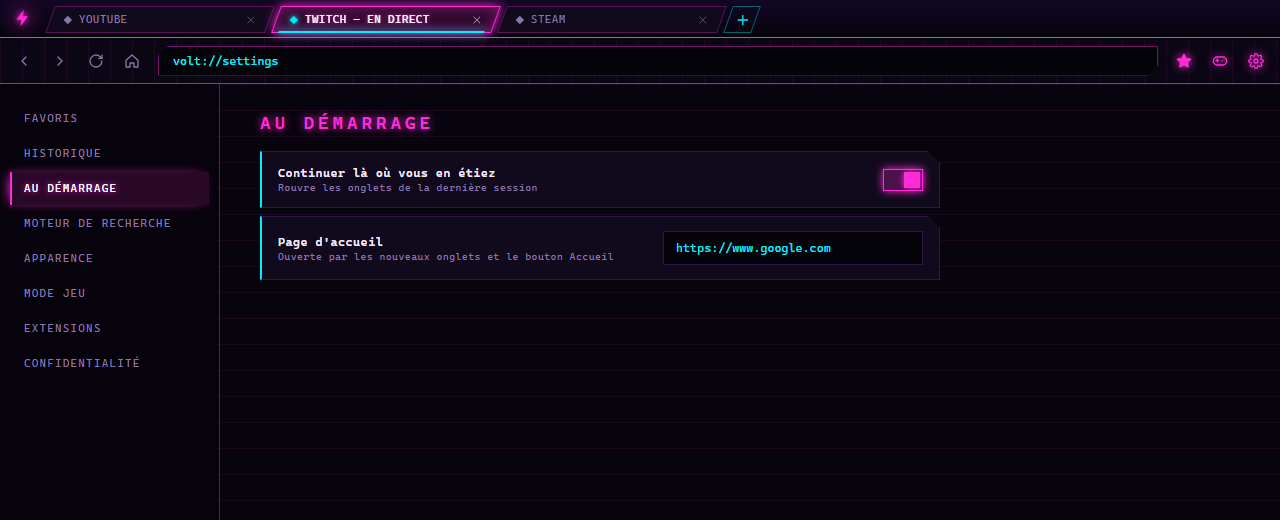 YOUTUBE
TWITCH — EN DIRECT
STEAM
volt://settings
FAVORIS
HISTORIQUE
AU DÉMARRAGE
MOTEUR DE RECHERCHE
APPARENCE
MODE JEU
EXTENSIONS
CONFIDENTIALITÉ
AU DÉMARRAGE
Continuer là où vous en étiez
Rouvre les onglets de la dernière session
Page d'accueil
Ouverte par les nouveaux onglets et le bouton Accueil
https://www.google.com